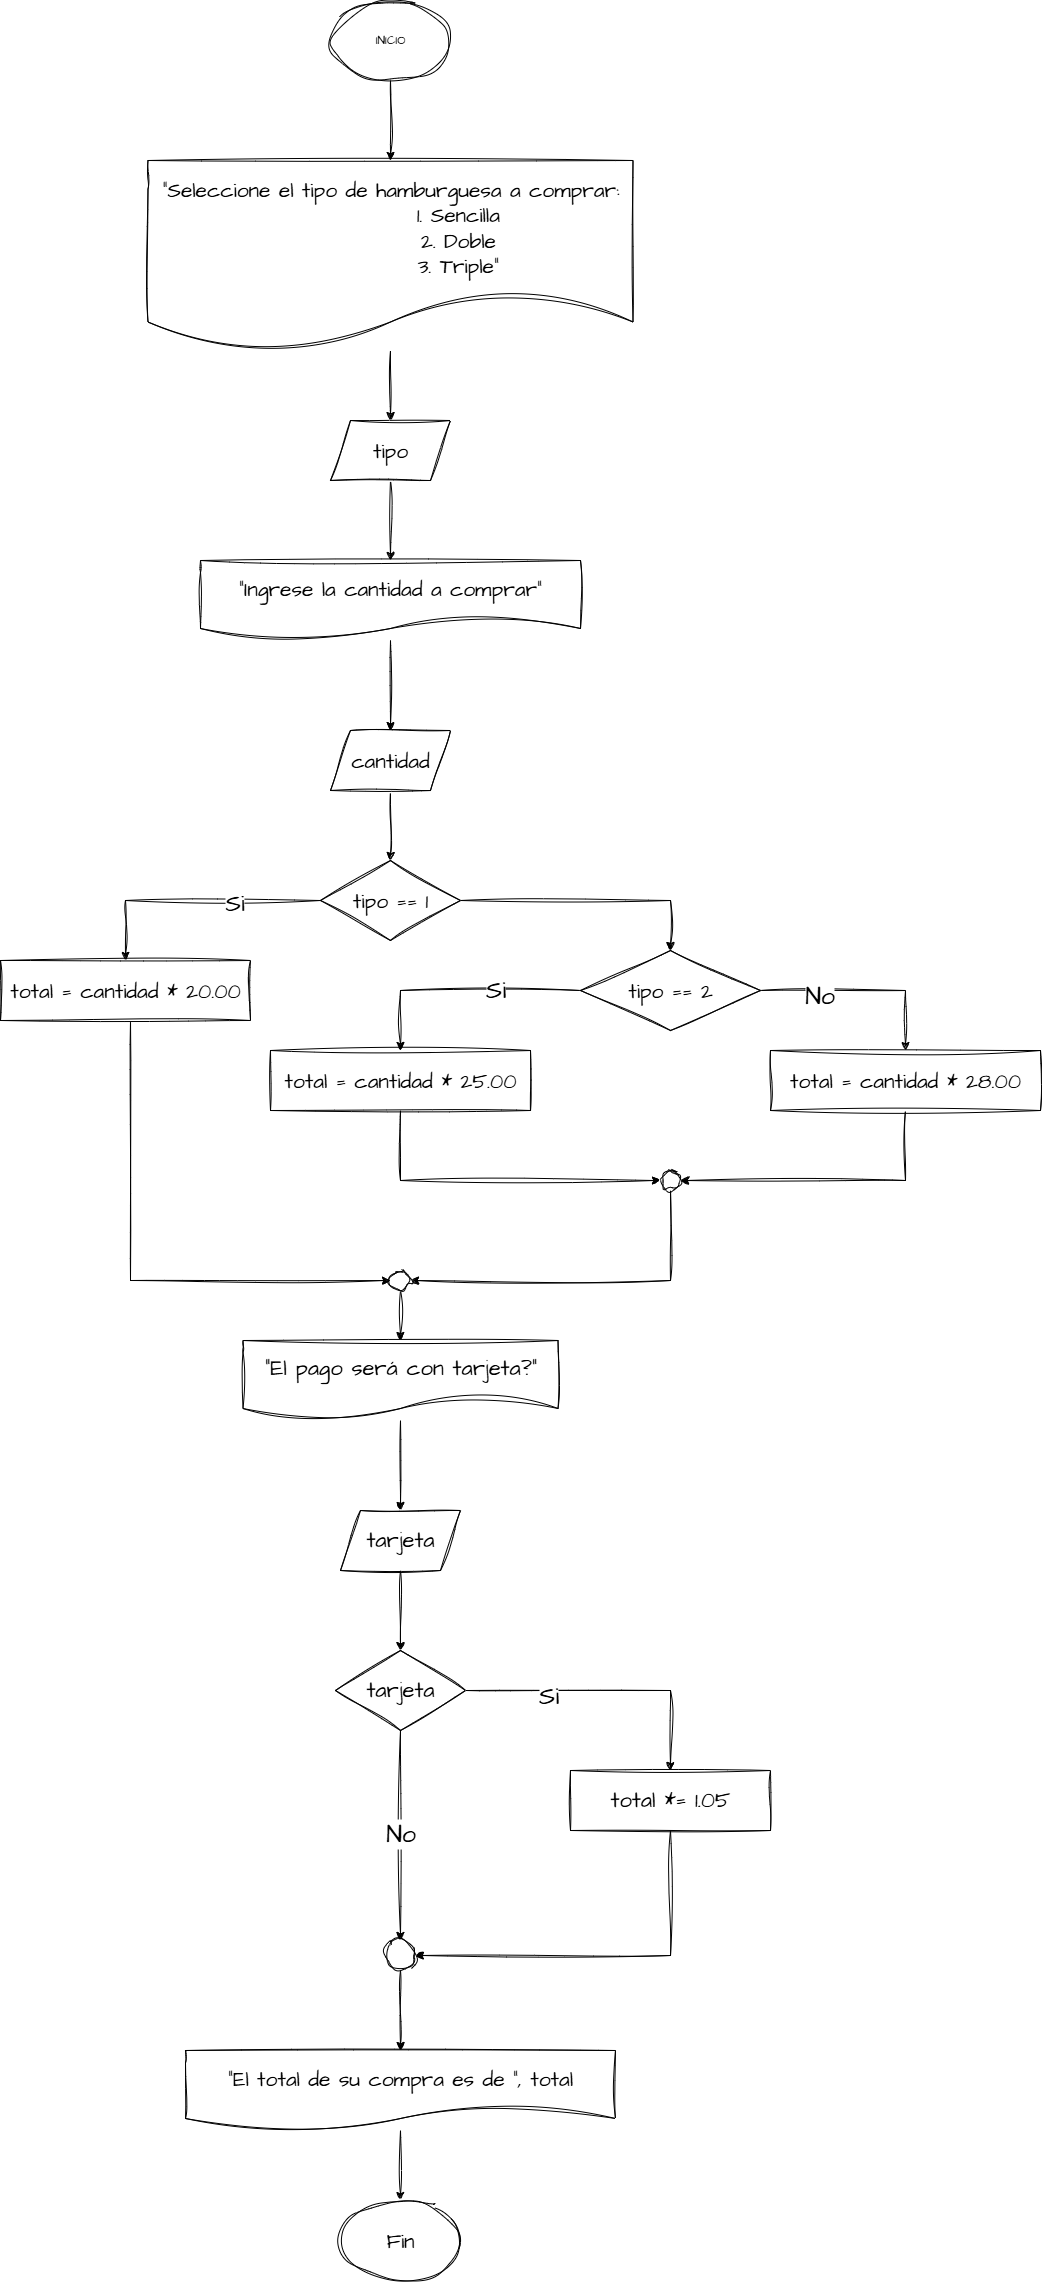 INICIO
"Seleccione el tipo de hamburguesa a comprar:
1. Sencilla
2. Doble
3. Triple"
tipo
"Ingrese la cantidad a comprar"
cantidad
tipo == 1
Si
total = cantidad * 20.00
tipo == 2
Si
No
total = cantidad * 25.00
total = cantidad * 28.00
"El pago será con tarjeta?"
tarjeta
tarjeta
Si
total *= 1.05
No
"El total de su compra es de ", total
Fin